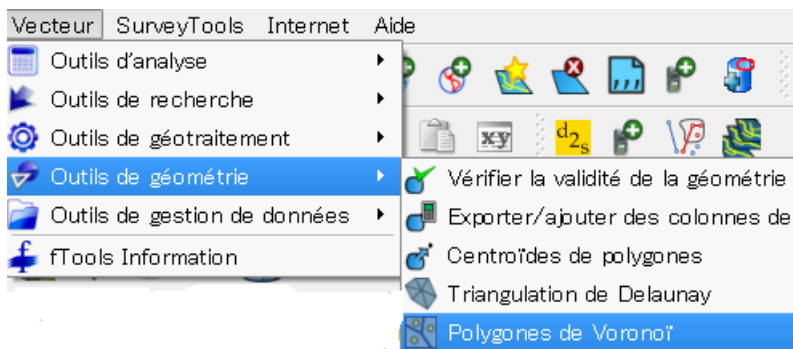 Vecteur SurveyTools Internet Aide
Outils d'analyse
Outils de recherche
Outils de géotraitement
Outils de géométrie
Outils de gestion de données
fTools Information
xy
d2s
Vérifier la validité de la géométrie
Exporter/ajouter des colonnes de
Centroïdes de polygones
Triangulation de Delaunay
Polygones de Voronoï